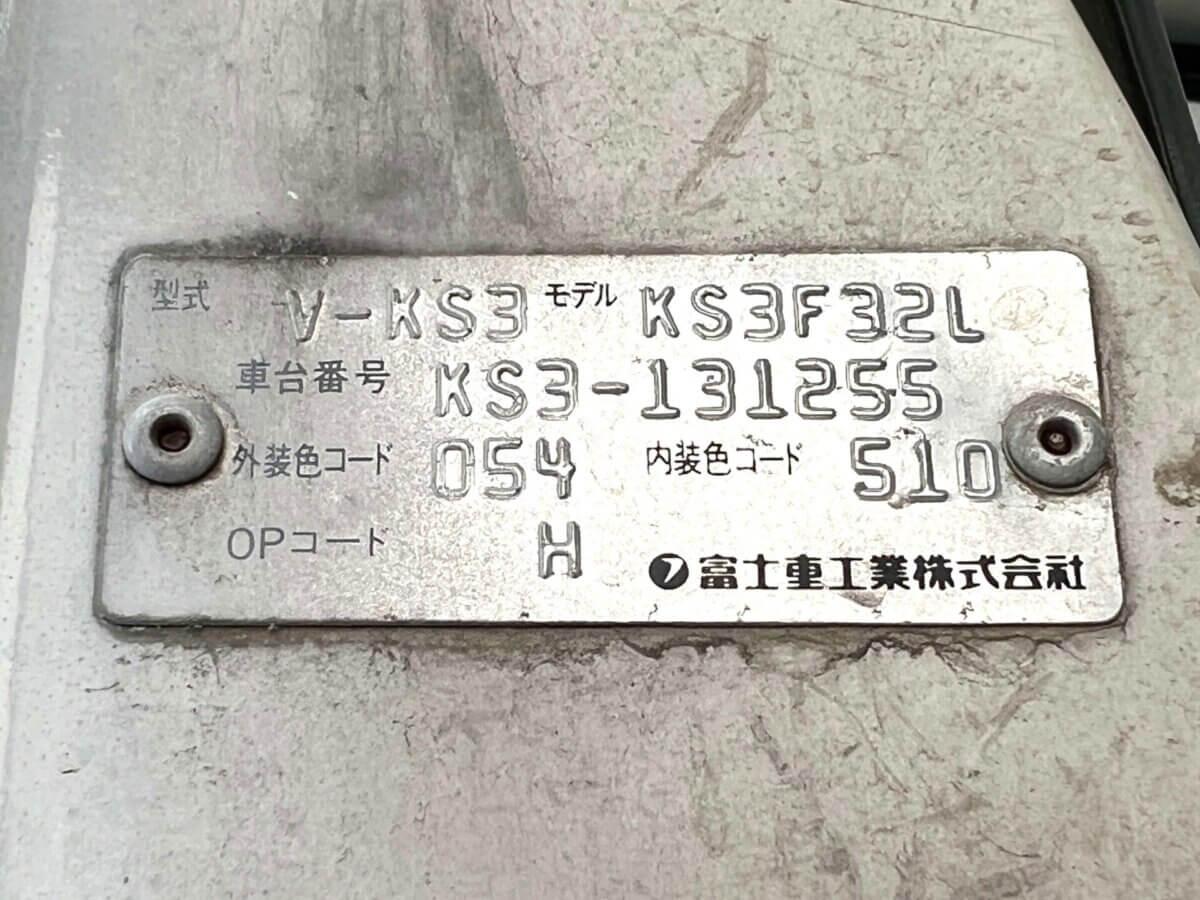 型式 V-KS3 モデル KS3F32L
車台番号 KS3-131255
外装色コード 054 内装色コード 510
OPコード H
富士重工業株式会社